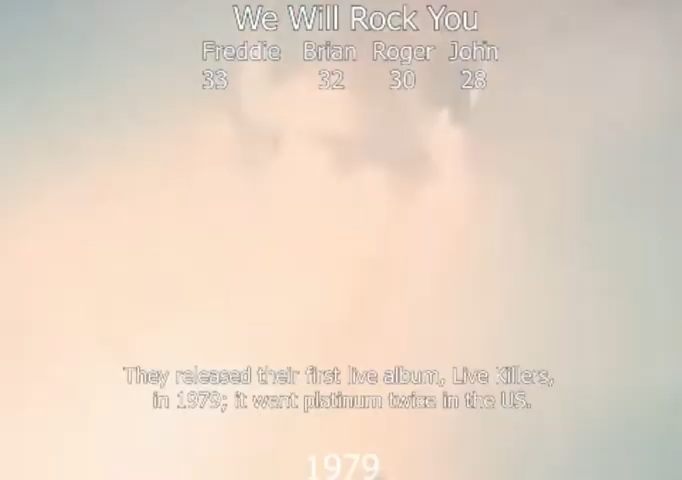 We Will Rock You
Freddie Brian Roger John
33 32 30 28
They released their first live album, Live Killers,
in 1979; it went platinum twice in the US.
1979